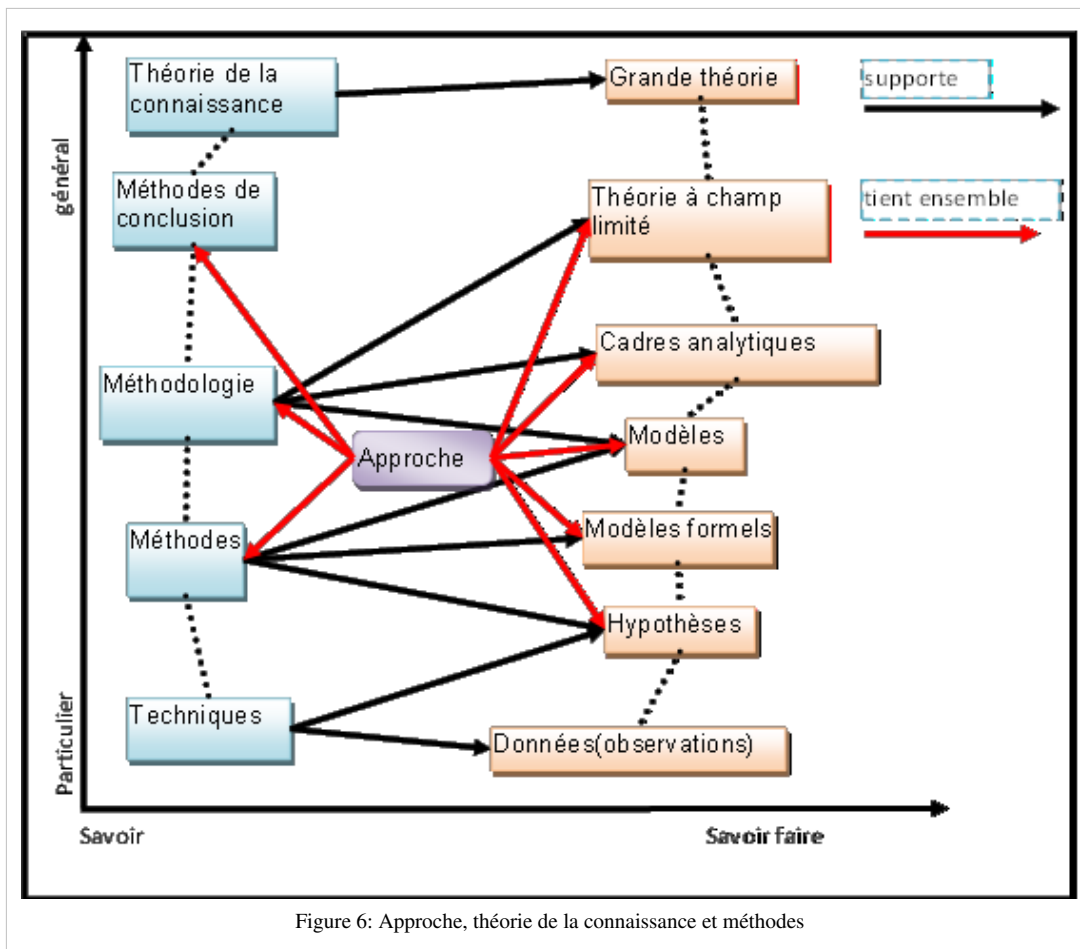 Théorie de la
connaissance
Grande théorie
supporte
général
Méthodes de
conclusion
Théorie à champ
limité
tient ensemble
Cadres analytiques
Méthodologie
Modèles
Approche
Modèles formels
Méthodes
Hypothèses
Particulier
Techniques
Données(observations)
Savoir
Savoir faire
Figure 6: Approche, théorie de la connaissance et méthodes